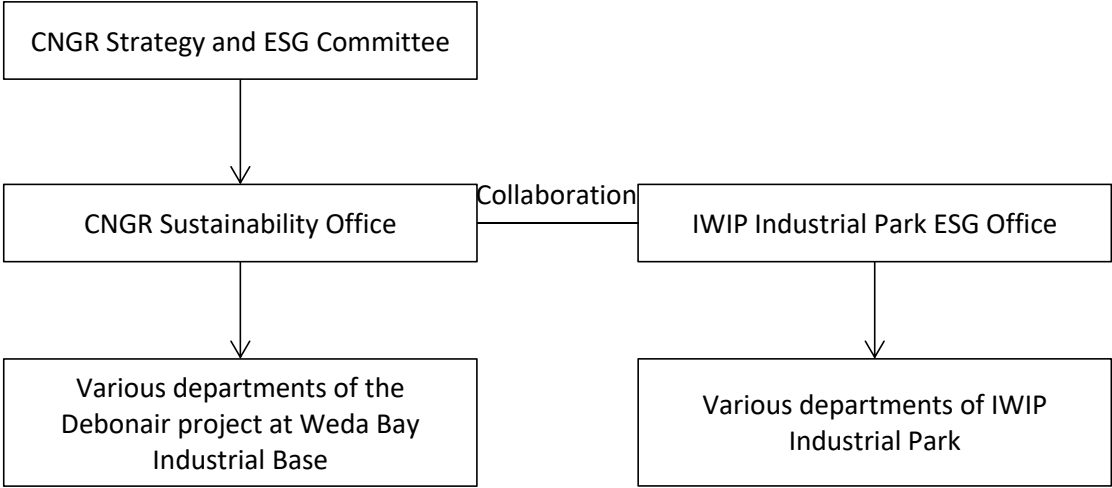 CNGR Strategy and ESG Committee
CNGR Sustainability Office
Collaboration
IWIP Industrial Park ESG Office
Various departments of the
Debonair project at Weda Bay
Industrial Base
Various departments of IWIP
Industrial Park